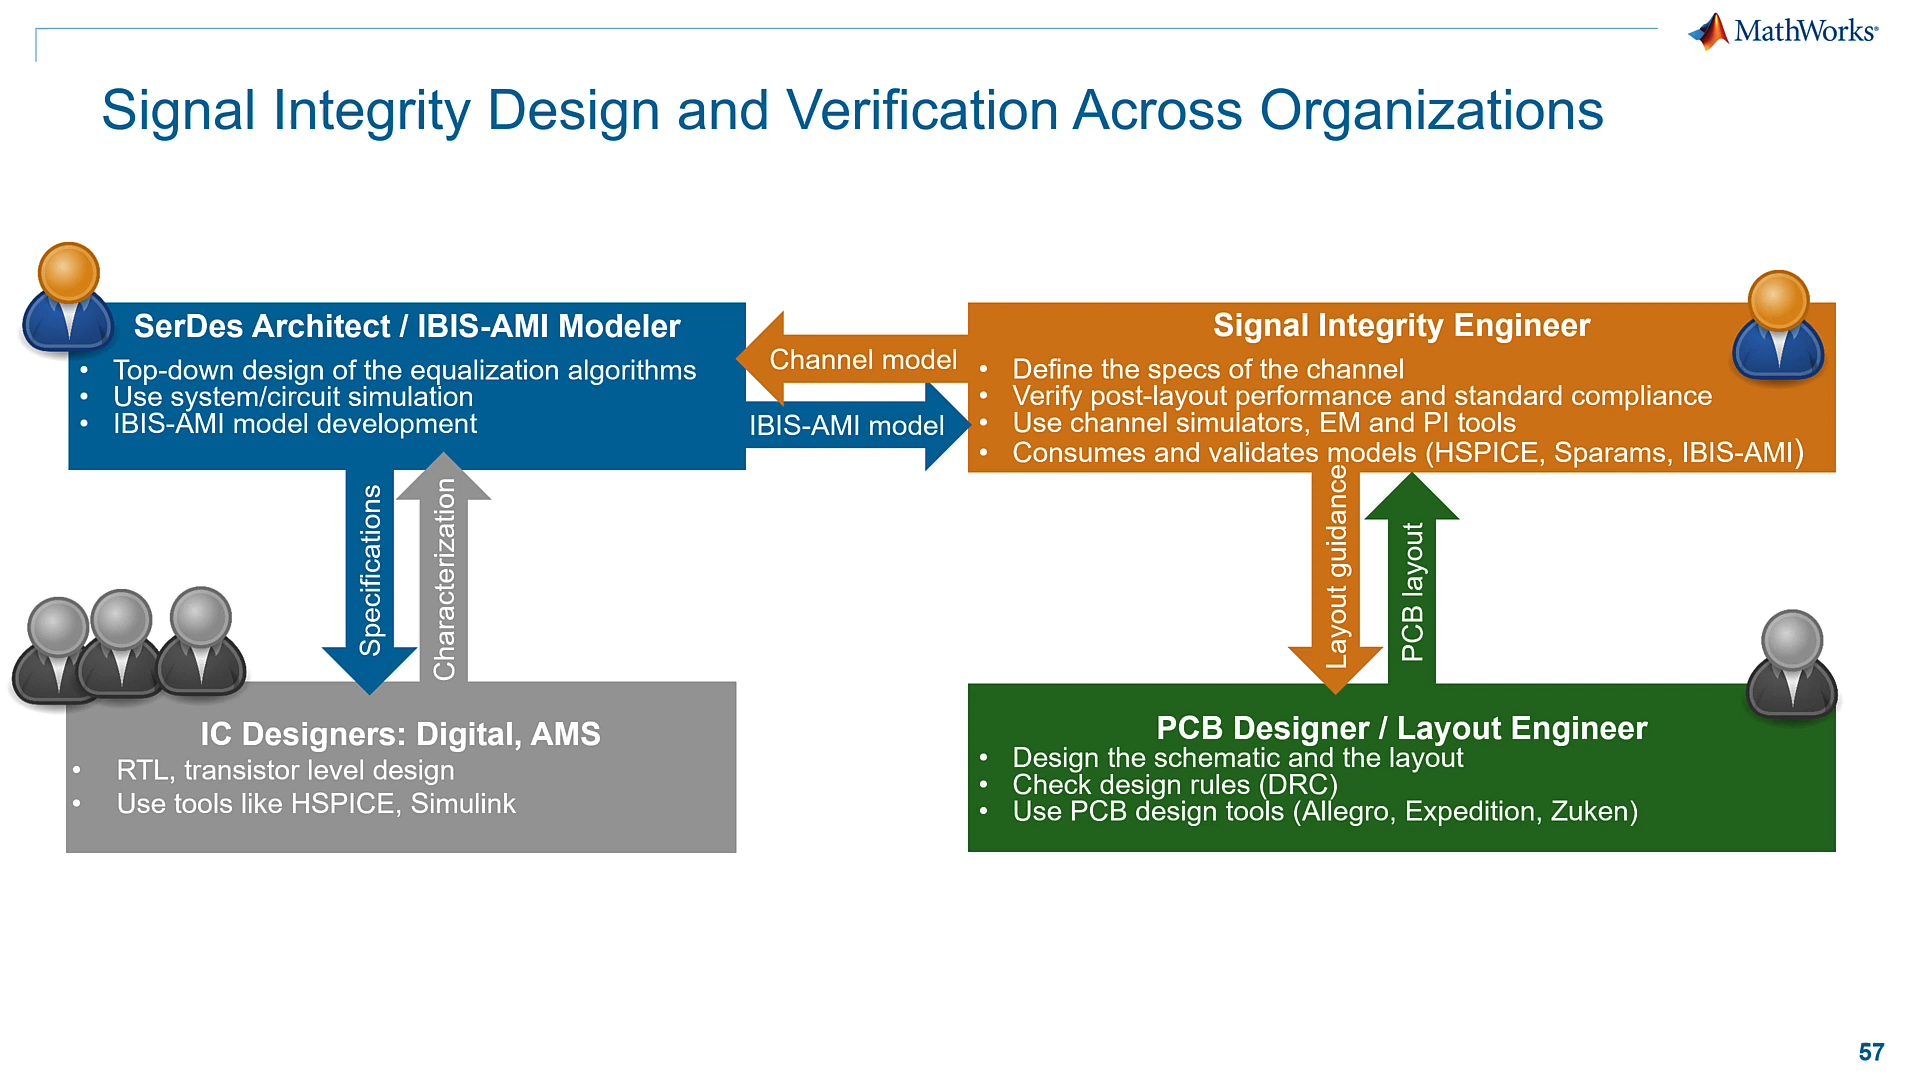 MathWorks®
Signal Integrity Design and Verification Across Organizations
SerDes Architect / IBIS-AMI Modeler
• Top-down design of the equalization algorithms
• Use system/circuit simulation
• IBIS-AMI model development
Channel model
IBIS-AMI model
Signal Integrity Engineer
• Define the specs of the channel
• Verify post-layout performance and standard compliance
• Use channel simulators, EM and PI tools
• Consumes and validates models (HSPICE, Sparams, IBIS-AMI)
Specifications
Characterization
Layout guidance
PCB layout
IC Designers: Digital, AMS
• RTL, transistor level design
• Use tools like HSPICE, Simulink
PCB Designer / Layout Engineer
• Design the schematic and the layout
• Check design rules (DRC)
• Use PCB design tools (Allegro, Expedition, Zuken)
57